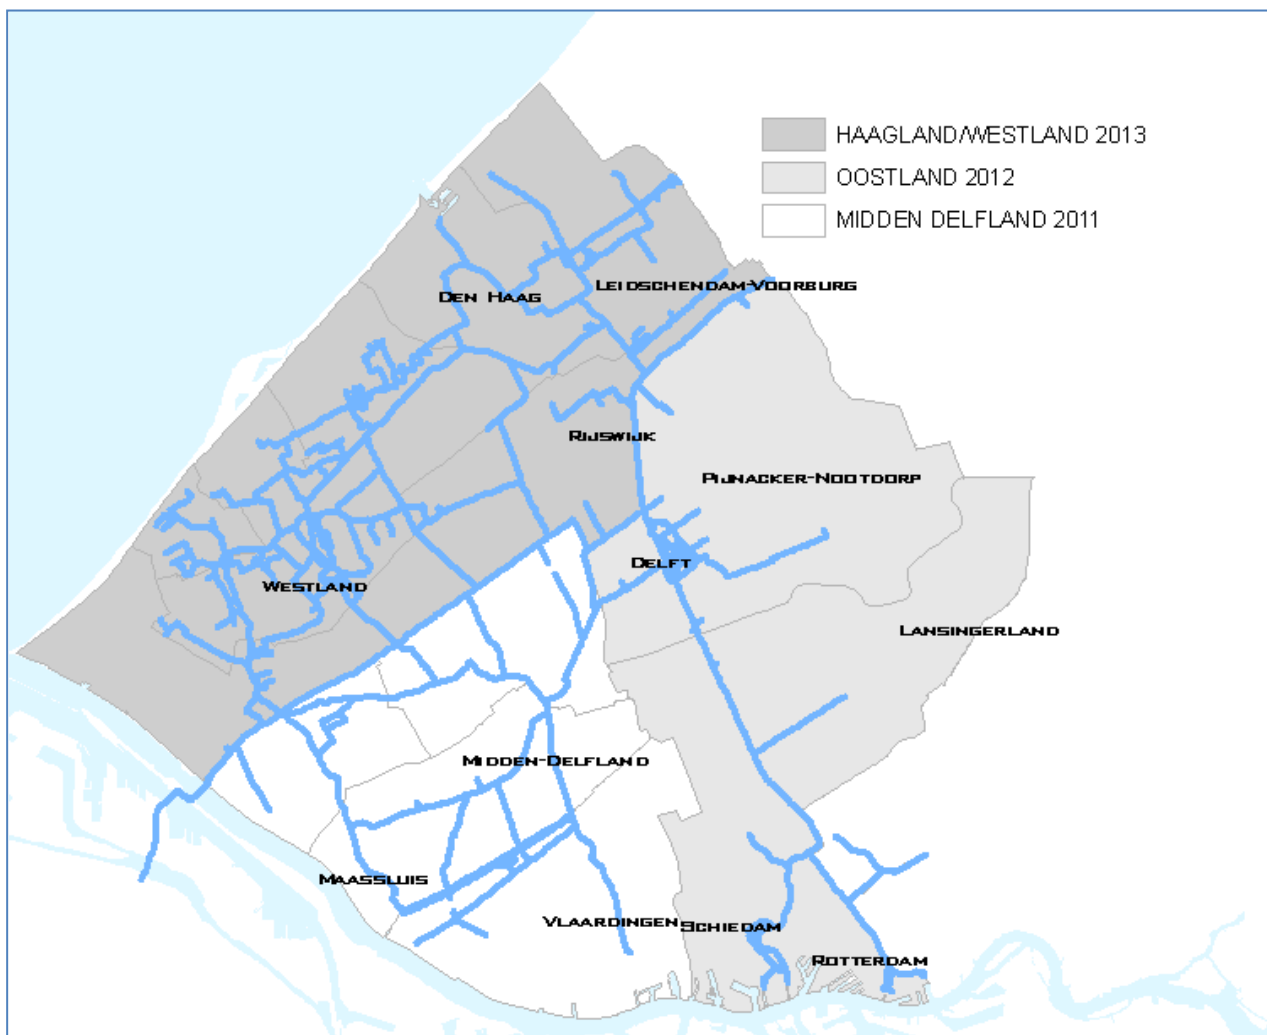 HAAGLAND/WESTLAND 2013
OOSTLAND 2012
MIDDEN DELFLAND 2011
LEIDSCHENDAM-VOORBURG
DEN HAAG
RIJSWIJK
PIJNACKER-NOOTDORP
DELFT
WESTLAND
LANSINGERLAND
MIDDEN-DELFLAND
MAASSLUIS
VLAARDINGEN
SCHIEDAM
ROTTERDAM